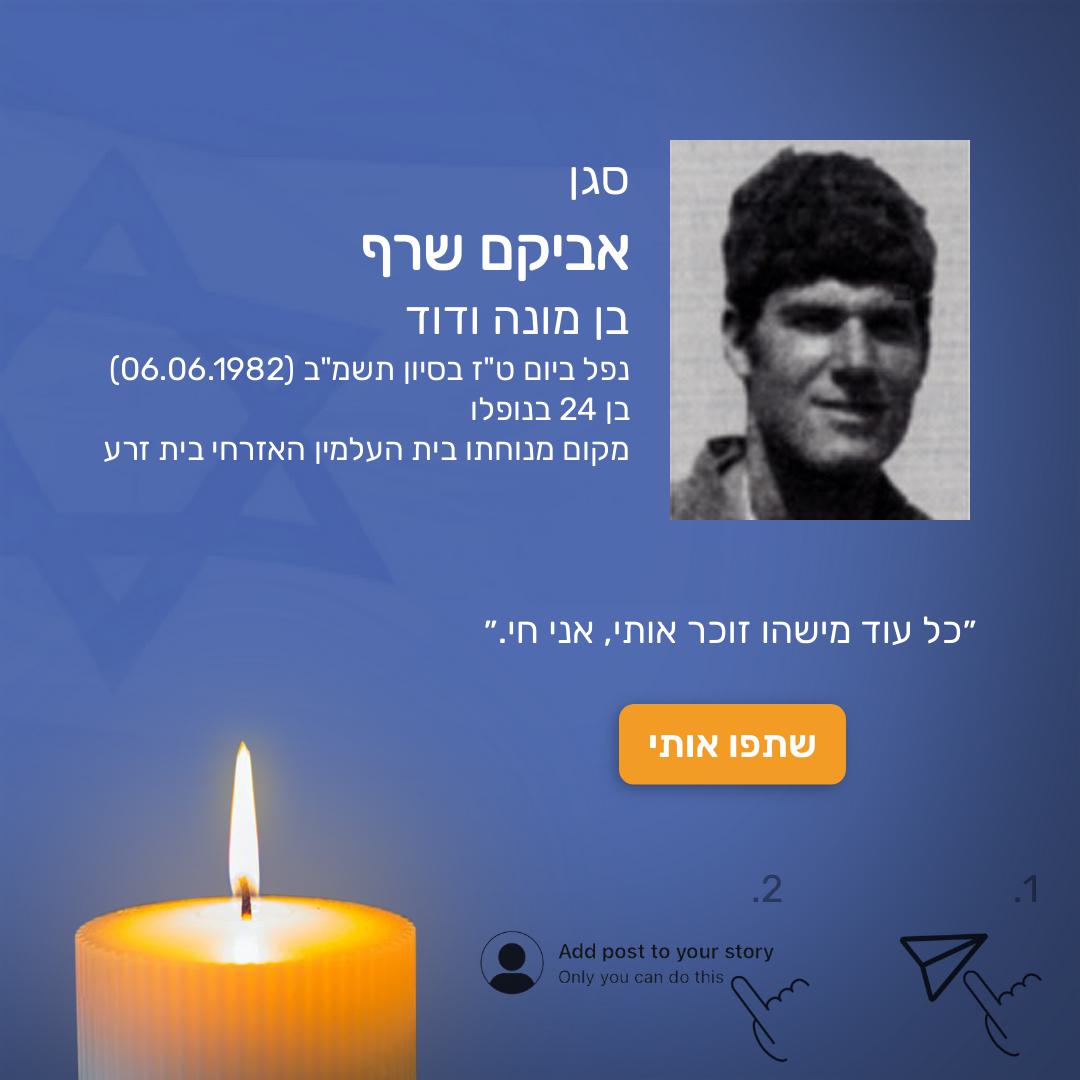 סגן
אביקם שרף
בן מונה ודוד
נפל ביום ט"ז בסיון תשמ"ב (06.06.1982)
בן 24 בנופלו
מקום מנוחתו בית העלמין האזרחי בית זרע
״כל עוד מישהו זוכר אותי, אני חי.״
שתפו אותי
1.
2.
Add post to your story
Only you can do this